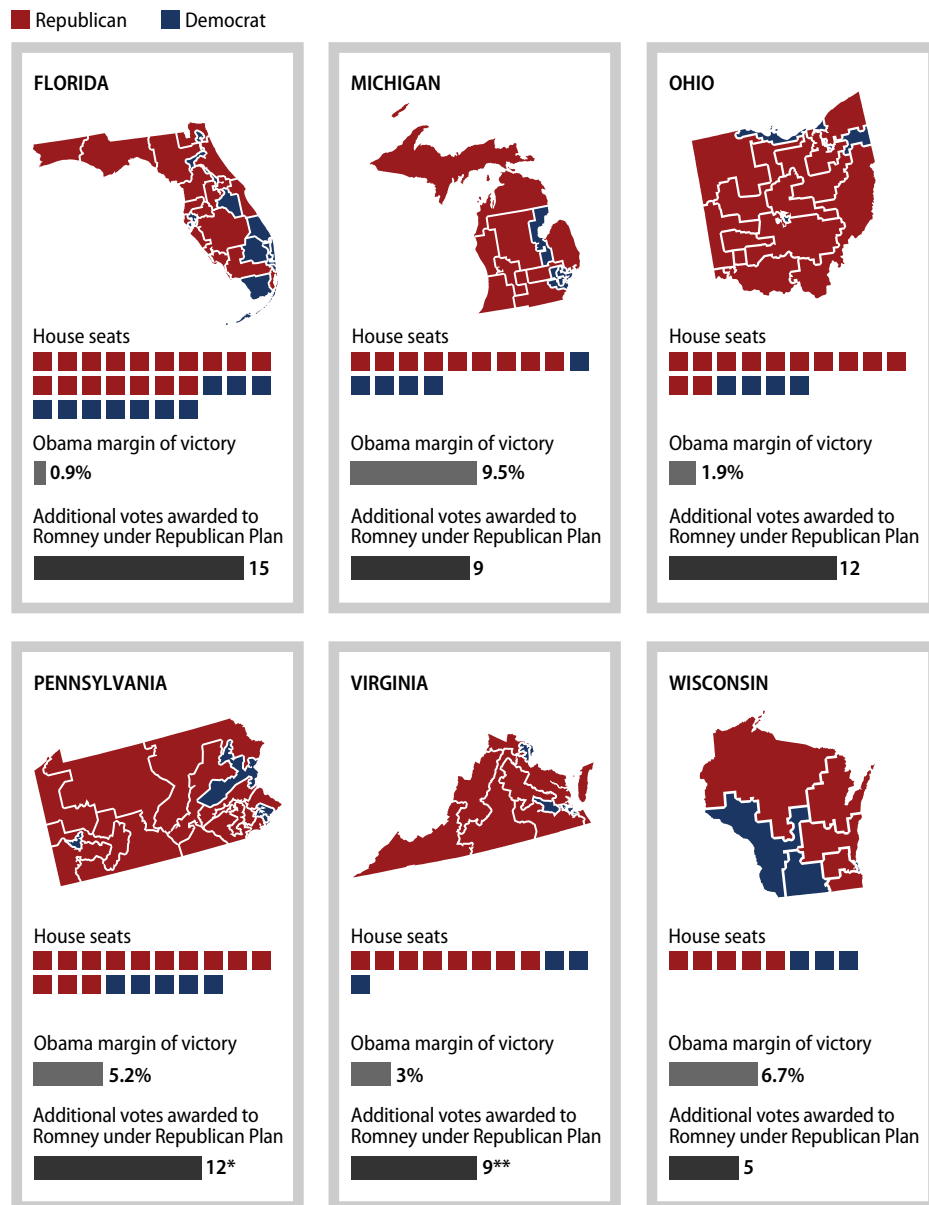 Republican Democrat
FLORIDA
House seats
Obama margin of victory
0.9%
Additional votes awarded to
Romney under Republican Plan
15
MICHIGAN
House seats
Obama margin of victory
9.5%
Additional votes awarded to
Romney under Republican Plan
9
OHIO
House seats
Obama margin of victory
1.9%
Additional votes awarded to
Romney under Republican Plan
12
PENNSYLVANIA
House seats
Obama margin of victory
5.2%
Additional votes awarded to
Romney under Republican Plan
12*
VIRGINIA
House seats
Obama margin of victory
3%
Additional votes awarded to
Romney under Republican Plan
9**
WISCONSIN
House seats
Obama margin of victory
6.7%
Additional votes awarded to
Romney under Republican Plan
5